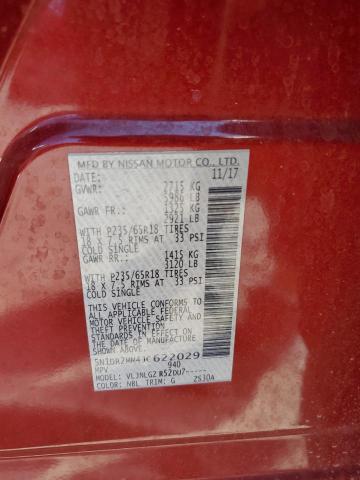 MFD BY NISSAN MOTOR CO., LTD.
DATE: 11/17
GVWR: 2715 KG
5986 LB
GAWR FR: 1325 KG
2921 LB
WITH P235/65R18 TIRES
18 X 7.5 RIMS AT 33 PSI
COLD SINGLE
GAWR RR: 1415 KG
3120 LB
WITH P235/65R18 TIRES
18 X 7.5 RIMS AT 33 PSI
COLD SINGLE
THIS VEHICLE CONFORMS TO
ALL APPLICABLE FEDERAL
MOTOR VEHICLE SAFETY
STANDARDS IN EFFECT
ON THE DATE OF
MANUFACTURE SHOWN
ABOVE.
622029
MPV 940
MODEL:
COLOR: NBL TRIM: G 2530A